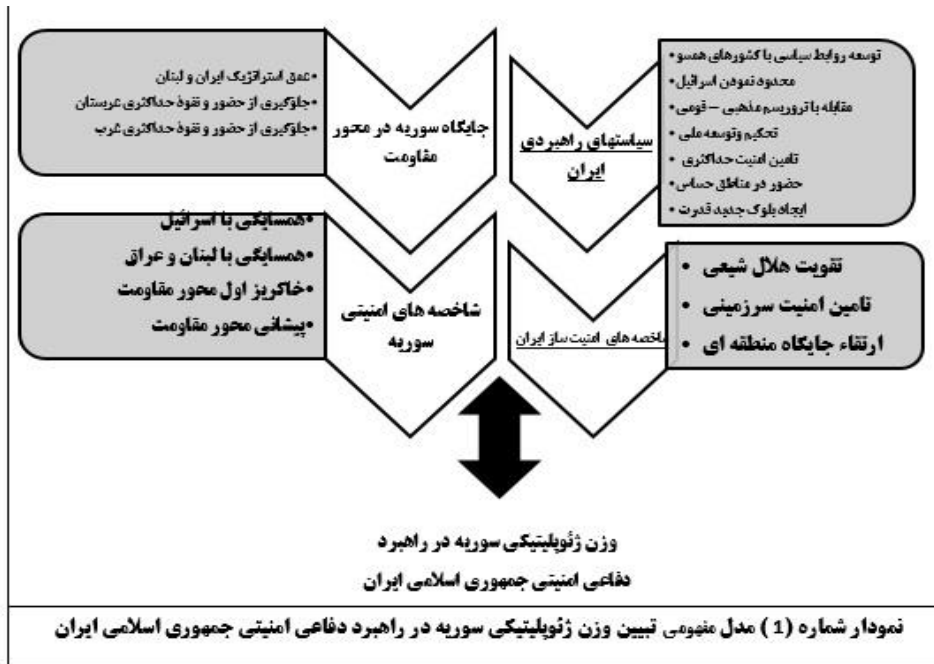 توسعه روابط سیاسی با کشورهای همسو•
محدود نمودن اسرائیل•
مقابله با تروریسم مذهبی – قومی•
تحکیم وتوسعه ملی•
تامین امنیت حداکثری•
حضور در مناطق حساس•
ایجاد بلوک جدید قدرت•
سیاستهای راهبردی
ایران
جایگاه سوریه در محور
مقاومت
•عمق استراتژیک ایران و لبنان
•جلوگیری از حضور و نفوذ حداکثری عربستان
•جلوگیری از حضور و نفوذ حداکثری غرب
• تقویت هلال شیعی
• تامین امنیت سرزمینی
• ارتقاء جایگاه منطقه ای
شاخصه های امنیت ساز ایران
شاخصه های امنیتی
سوریه
•همسایگی با اسرائیل
•همسایگی با لبنان و عراق
•خاکریز اول محور مقاومت
•پیشانی محور مقاومت
وزن ژئوپلیتیکی سوریه در راهبرد
دفاعی امنیتی جمهوری اسلامی ایران
نمودار شماره (1) مدل مفهومی تبیین وزن ژئوپلیتیکی سوریه در راهبرد دفاعی امنیتی جمهوری اسلامی ایران